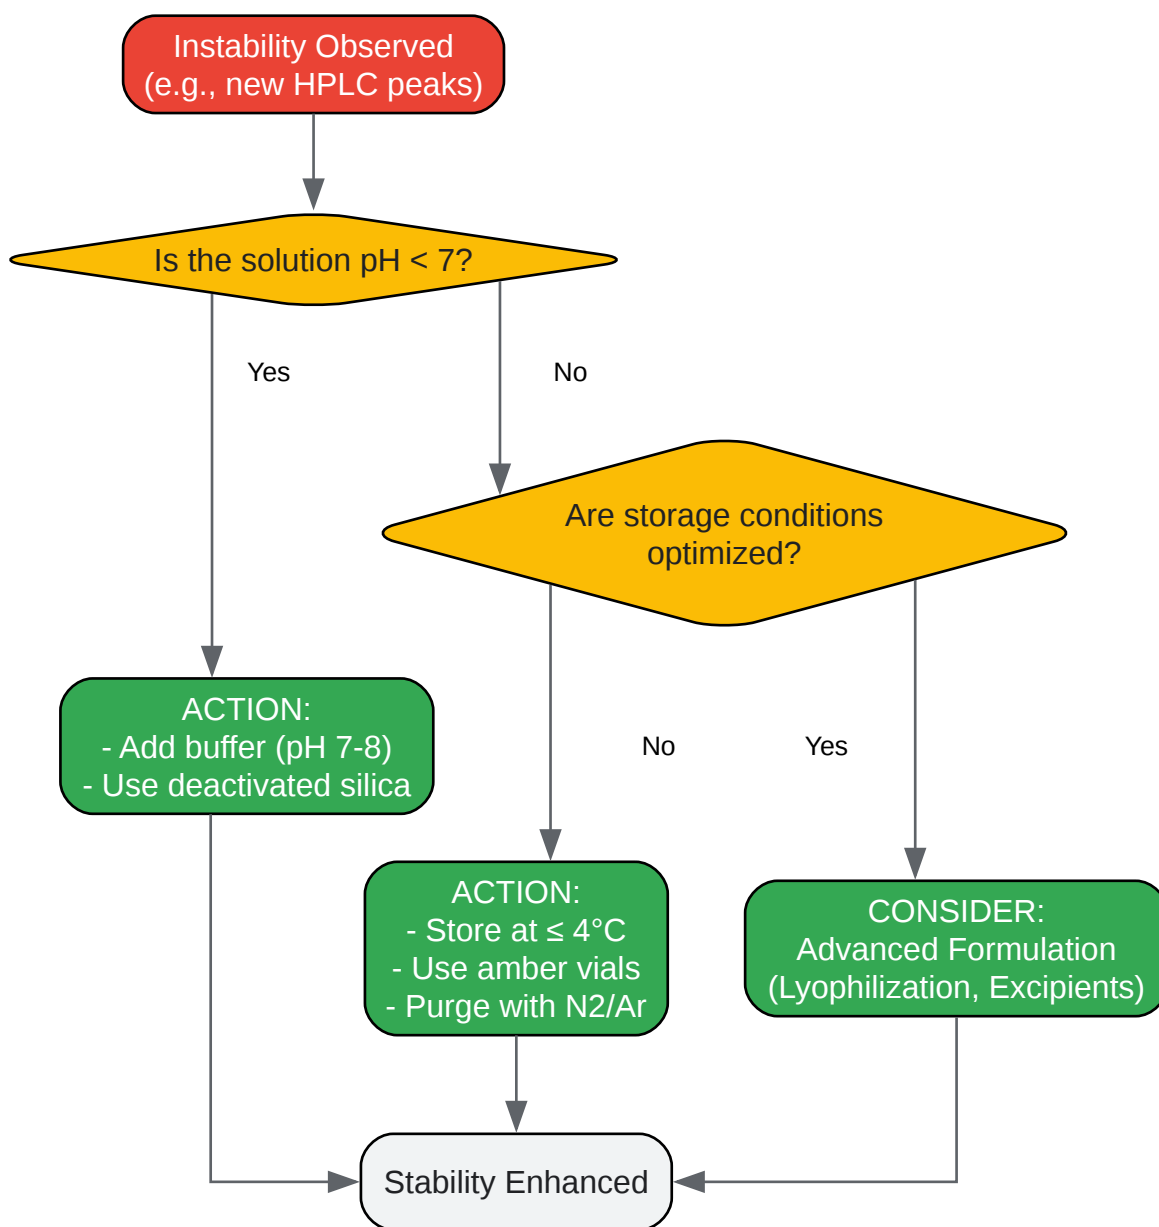 Instability Observed
(e.g., new HPLC peaks)
Is the solution pH < 7?
Yes
No
Are storage conditions
optimized?
ACTION:
- Add buffer (pH 7-8)
- Use deactivated silica
No
Yes
ACTION:
- Store at ≤ 4°C
- Use amber vials
- Purge with N2/Ar
CONSIDER:
Advanced Formulation
(Lyophilization, Excipients)
Stability Enhanced